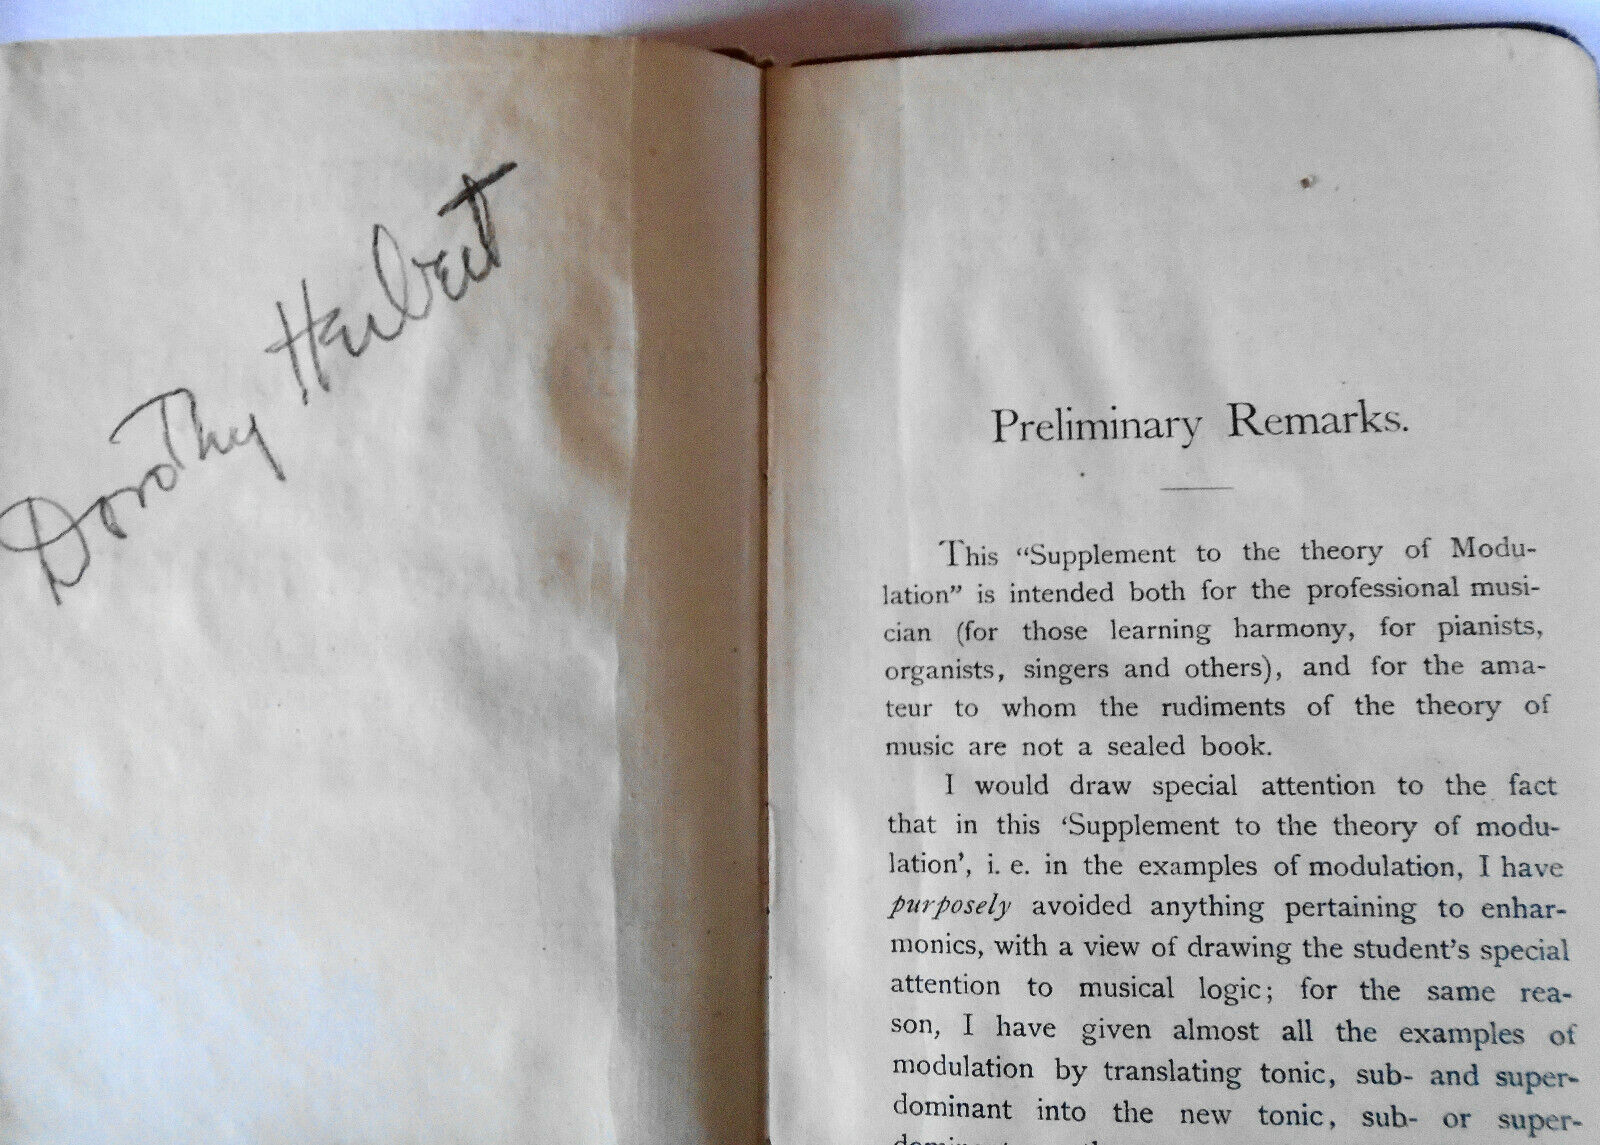 Dorothy Herbert
Preliminary Remarks.
This “Supplement to the theory of Modu-
lation” is intended both for the professional musi-
cian (for those learning harmony, for pianists,
organists, singers and others), and for the ama-
teur to whom the rudiments of the theory of
music are not a sealed book.
I would draw special attention to the fact
that in this ‘Supplement to the theory of modu-
lation’, i. e. in the examples of modulation, I have
purposely avoided anything pertaining to enhar-
monics, with a view of drawing the student’s special
attention to musical logic; for the same rea-
son, I have given almost all the examples of
modulation by translating tonic, sub- and super-
dominant into the new tonic, sub- or super-